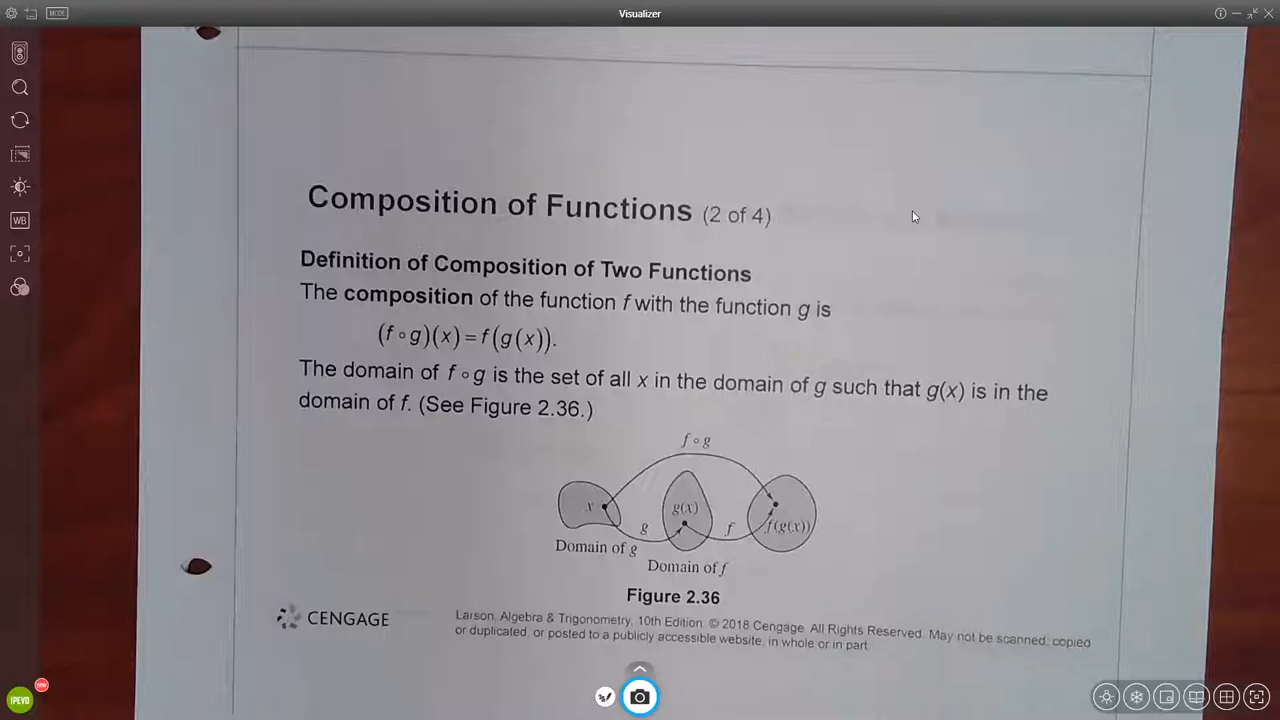 MODE
Visualizer
WB
Composition of Functions (2 of 4)
Definition of Composition of Two Functions
The composition of the function f with the function g is
(f∘g)(x)=f(g(x)).
The domain of f∘g is the set of all x in the domain of g such that g(x) is in the
domain of f. (See Figure 2.36.)
f∘g
x
g(x)
g
f
f(g(x))
Domain of g
Domain of f
Figure 2.36
CENGAGE
Larson, Algebra & Trigonometry, 10th Edition. © 2018 Cengage. All Rights Reserved. May not be scanned, copied
or duplicated, or posted to a publicly accessible website, in whole or in part.
IPEVO
new